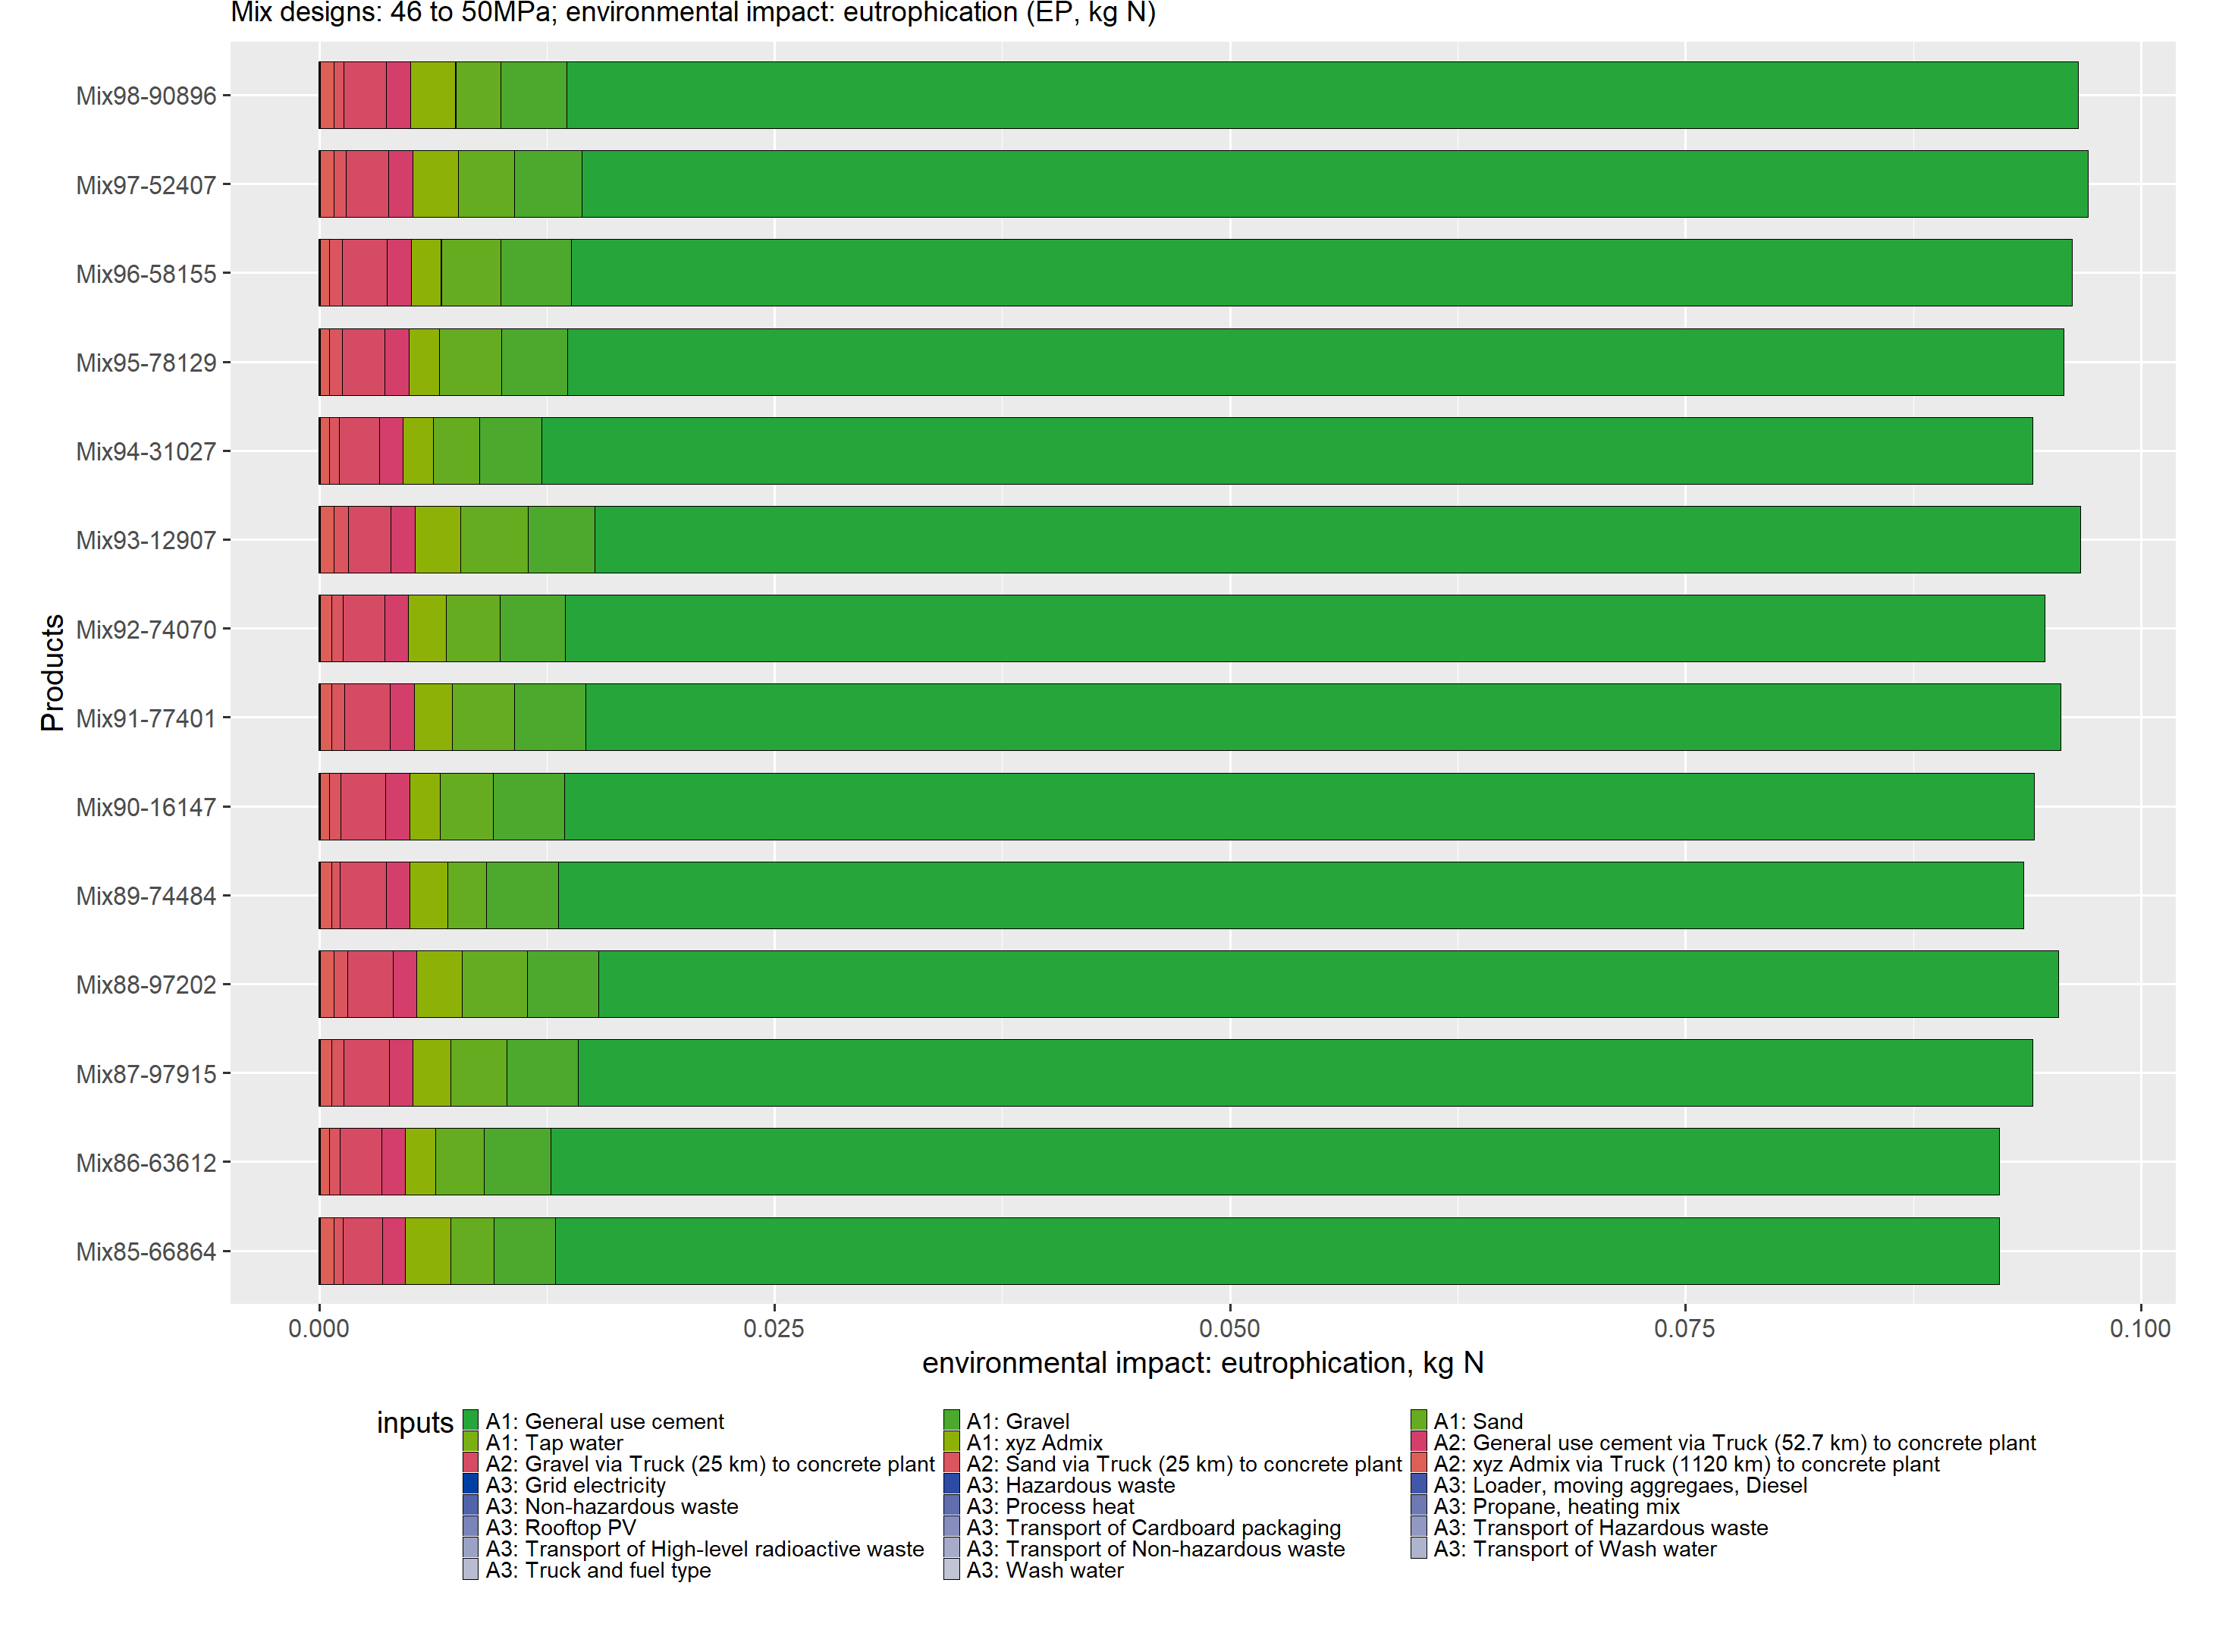 Mix designs: 46 to 50MPa; environmental impact: eutrophication (EP, kg N)
Mix98-90896
Mix97-52407
Mix96-58155
Mix95-78129
Mix94-31027
Mix93-12907
Mix92-74070
Mix91-77401
Mix90-16147
Mix89-74484
Mix88-97202
Mix87-97915
Mix86-63612
Mix85-66864
Products
0.000 0.025 0.050 0.075 0.100
environmental impact: eutrophication, kg N
inputs
A1: General use cement A1: Gravel A1: Sand
A1: Tap water A1: xyz Admix A2: General use cement via Truck (52.7 km) to concrete plant
A2: Gravel via Truck (25 km) to concrete plant A2: Sand via Truck (25 km) to concrete plant A2: xyz Admix via Truck (1120 km) to concrete plant
A3: Grid electricity A3: Hazardous waste A3: Loader, moving aggregaes, Diesel
A3: Non-hazardous waste A3: Process heat A3: Propane, heating mix
A3: Rooftop PV A3: Transport of Cardboard packaging A3: Transport of Hazardous waste
A3: Transport of High-level radioactive waste A3: Transport of Non-hazardous waste A3: Transport of Wash water
A3: Truck and fuel type A3: Wash water